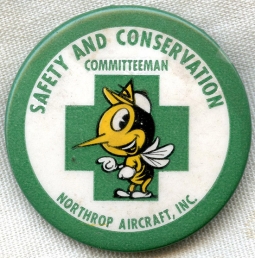 SAFETY AND CONSERVATION
COMMITTEEMAN
NORTHROP AIRCRAFT, INC.